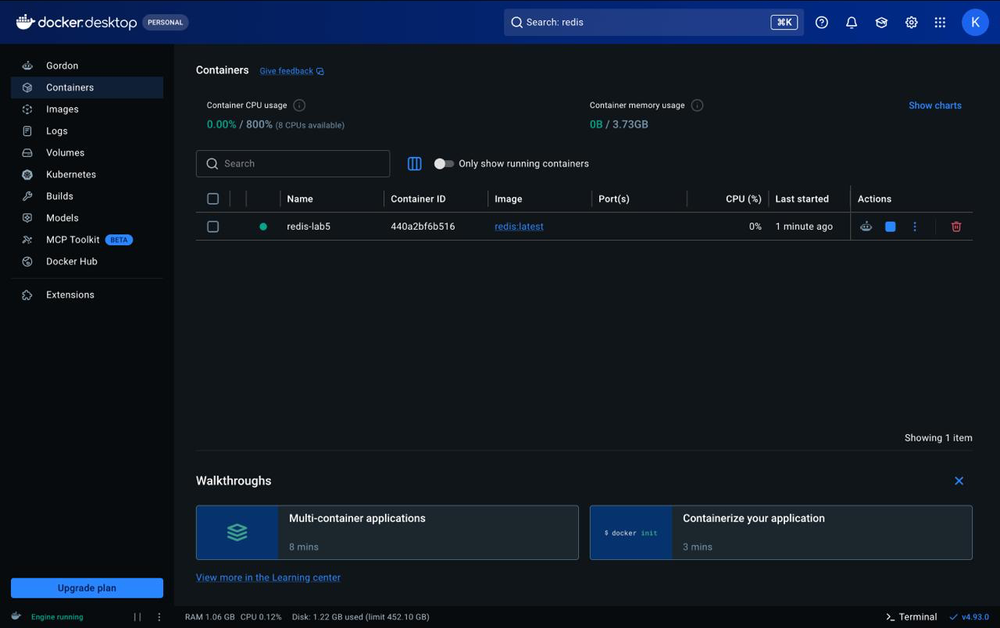 docker.desktop PERSONAL
Search: redis
⌘K
K
Gordon
Containers
Images
Logs
Volumes
Kubernetes
Builds
Models
MCP Toolkit BETA
Docker Hub
Extensions
Upgrade plan
Containers Give feedback
Container CPU usage
0.00% / 800% (8 CPUs available)
Container memory usage
0B / 3.73GB
Show charts
Search
Only show running containers
Name Container ID Image Port(s) CPU (%) Last started Actions
redis-lab5 440a2bf6b516 redis:latest 0% 1 minute ago
Showing 1 item
Walkthroughs
Multi-container applications
8 mins
$ docker init
Containerize your application
3 mins
View more in the Learning center
Engine running
RAM 1.06 GB CPU 0.12% Disk: 1.22 GB used (limit 452.10 GB)
Terminal
v4.93.0